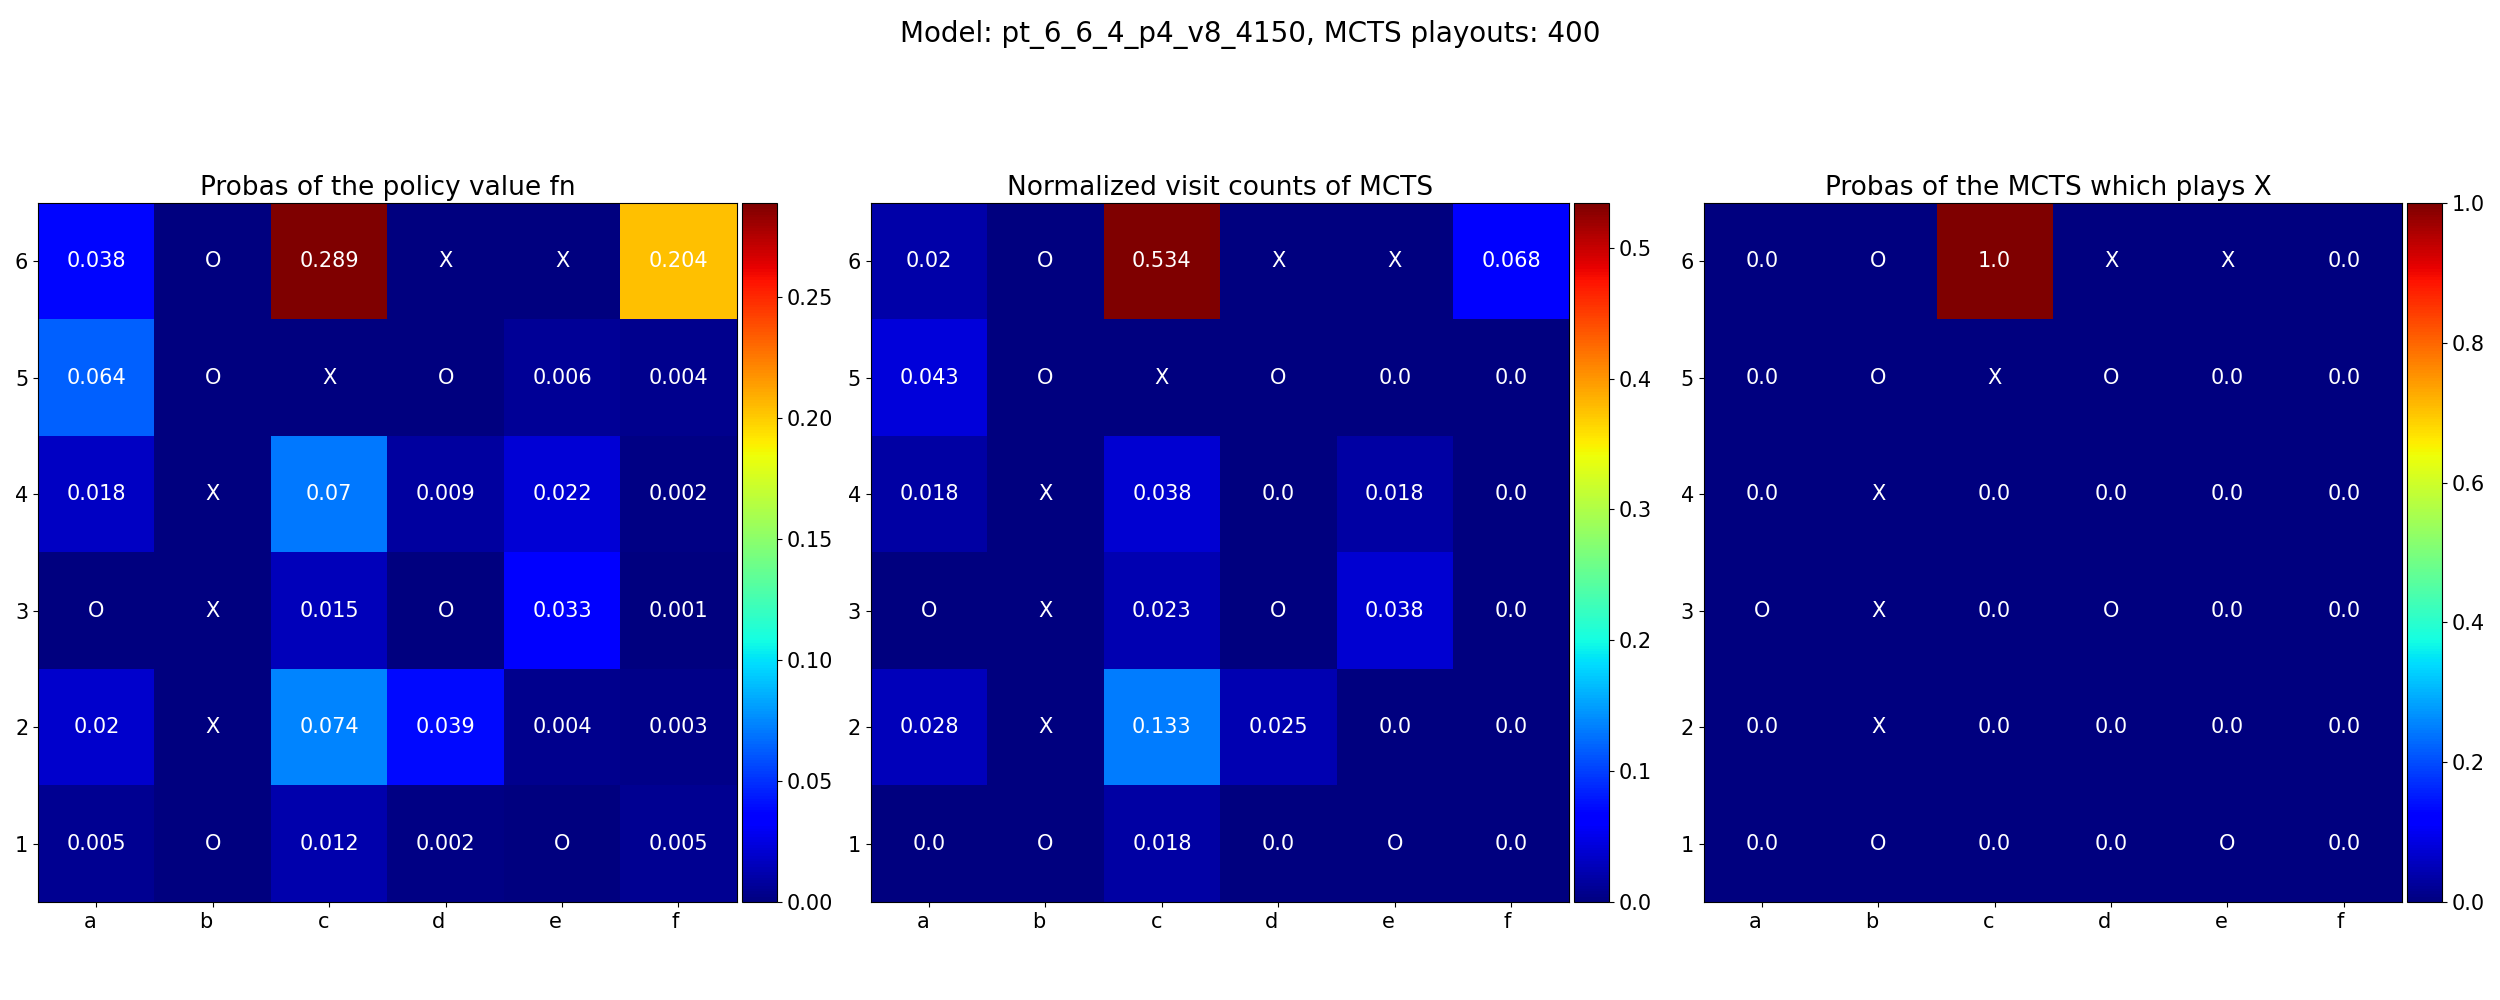 Model: pt_6_6_4_p4_v8_4150, MCTS playouts: 400
Probas of the policy value fn
6 0.038 O 0.289 X X 0.204
5 0.064 O X O 0.006 0.004
4 0.018 X 0.07 0.009 0.022 0.002
3 O X 0.015 O 0.033 0.001
2 0.02 X 0.074 0.039 0.004 0.003
1 0.005 O 0.012 0.002 O 0.005
a b c d e f
0.25
0.20
0.15
0.10
0.05
0.00
Normalized visit counts of MCTS
6 0.02 O 0.534 X X 0.068
5 0.043 O X O 0.0 0.0
4 0.018 X 0.038 0.0 0.018 0.0
3 O X 0.023 O 0.038 0.0
2 0.028 X 0.133 0.025 0.0 0.0
1 0.0 O 0.018 0.0 O 0.0
a b c d e f
0.5
0.4
0.3
0.2
0.1
0.0
Probas of the MCTS which plays X
6 0.0 O 1.0 X X 0.0
5 0.0 O X O 0.0 0.0
4 0.0 X 0.0 0.0 0.0 0.0
3 O X 0.0 O 0.0 0.0
2 0.0 X 0.0 0.0 0.0 0.0
1 0.0 O 0.0 0.0 O 0.0
a b c d e f
1.0
0.8
0.6
0.4
0.2
0.0